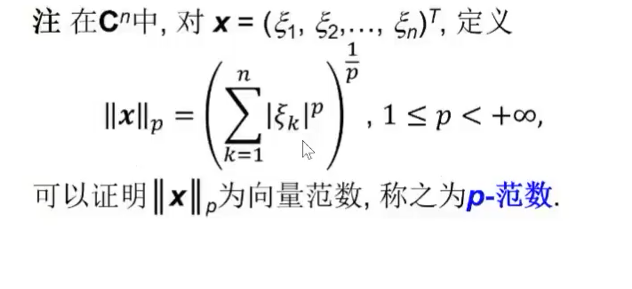 注 在Cⁿ中, 对 x = (ξ₁, ξ₂,…, ξₙ)ᵀ, 定义
‖x‖ₚ = (∑ₖ₌₁ⁿ |ξₖ|ᵖ)^(1/p), 1 ≤ p < +∞,
可以证明‖x‖ₚ为向量范数, 称之为p-范数.